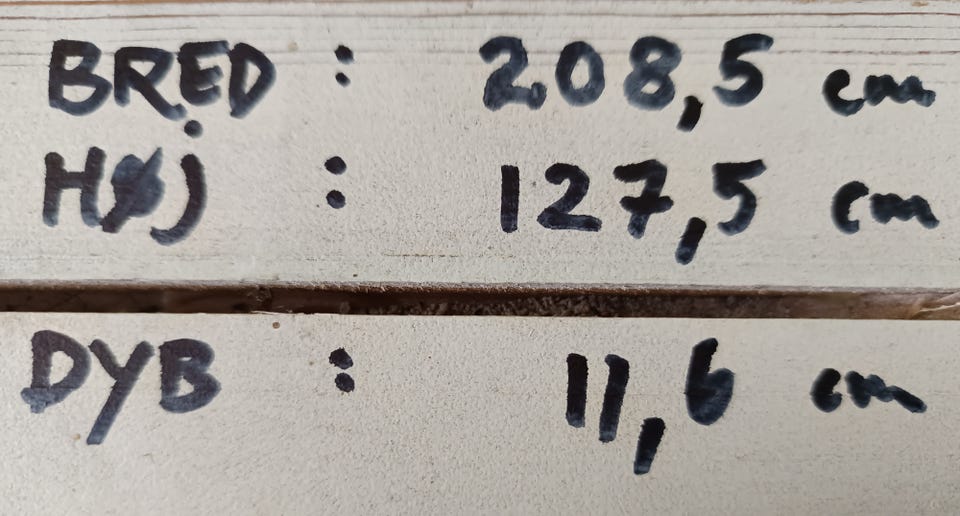 BRED : 208,5 cm
HØj : 127,5 cm
DYB : 11,6 cm